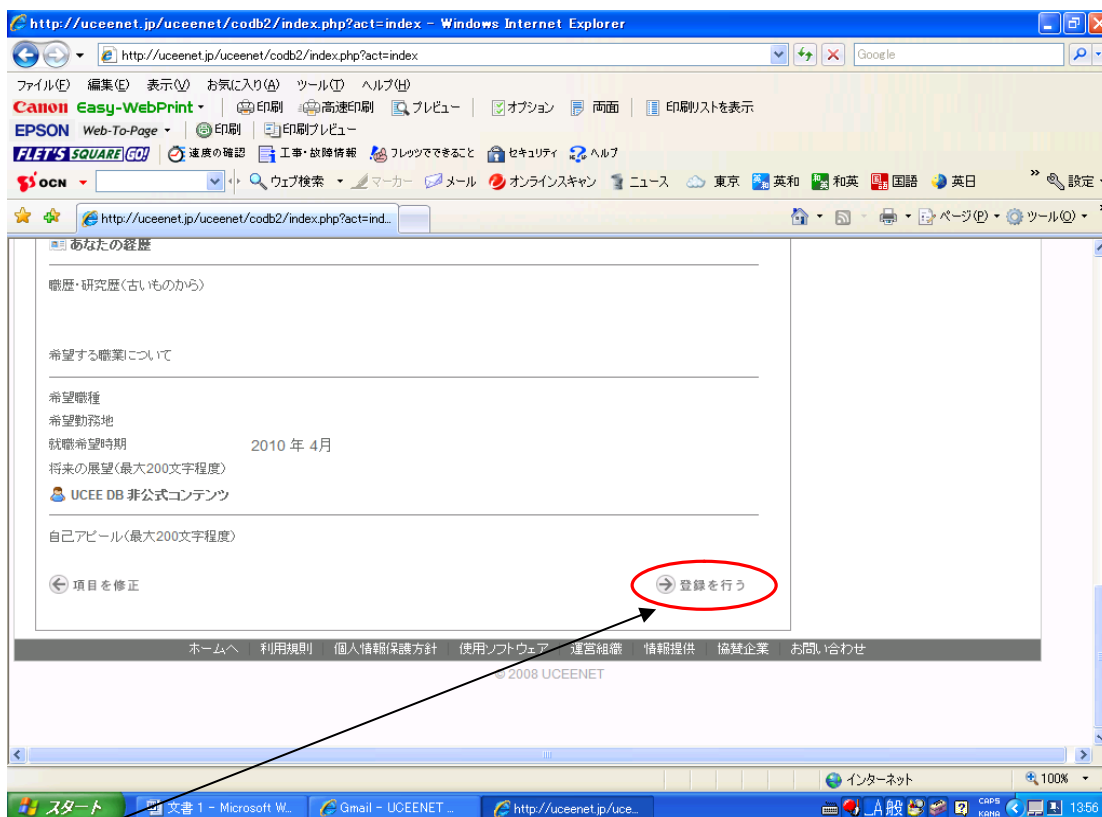 http://uceenet.jp/uceenet/codb2/index.php?act=index - Windows Internet Explorer
http://uceenet.jp/uceenet/codb2/index.php?act=index Google
ファイル(F) 編集(E) 表示(V) お気に入り(A) ツール(T) ヘルプ(H)
Canon Easy-WebPrint 印刷 高速印刷 プレビュー オプション 両面 印刷リストを表示
EPSON Web-To-Page 印刷 印刷プレビュー
FLET'S SQUARE GO! 速度の確認 工事・故障情報 フレッツでできること セキュリティ ヘルプ
OCN ウェブ検索 マーカー メール オンラインスキャン ニュース 東京 英和 和英 国語 英日 » 設定
http://uceenet.jp/uceenet/codb2/index.php?act=ind... ページ(P) ツール(O)
あなたの経歴
職歴・研究歴(古いものから)
希望する職業について
希望職種
希望勤務地
就職希望時期 2010 年 4月
将来の展望(最大200文字程度)
UCEE DB 非公式コンテンツ
自己アピール(最大200文字程度)
項目を修正 登録を行う
ホームへ 利用規則 個人情報保護方針 使用ソフトウェア 運営組織 情報提供 協賛企業 お問い合わせ
© 2008 UCEENET
インターネット 100%
スタート 文書 1 - Microsoft W... Gmail - UCEENET ... http://uceenet.jp/uce... A 般 CAPS KANA 13:56